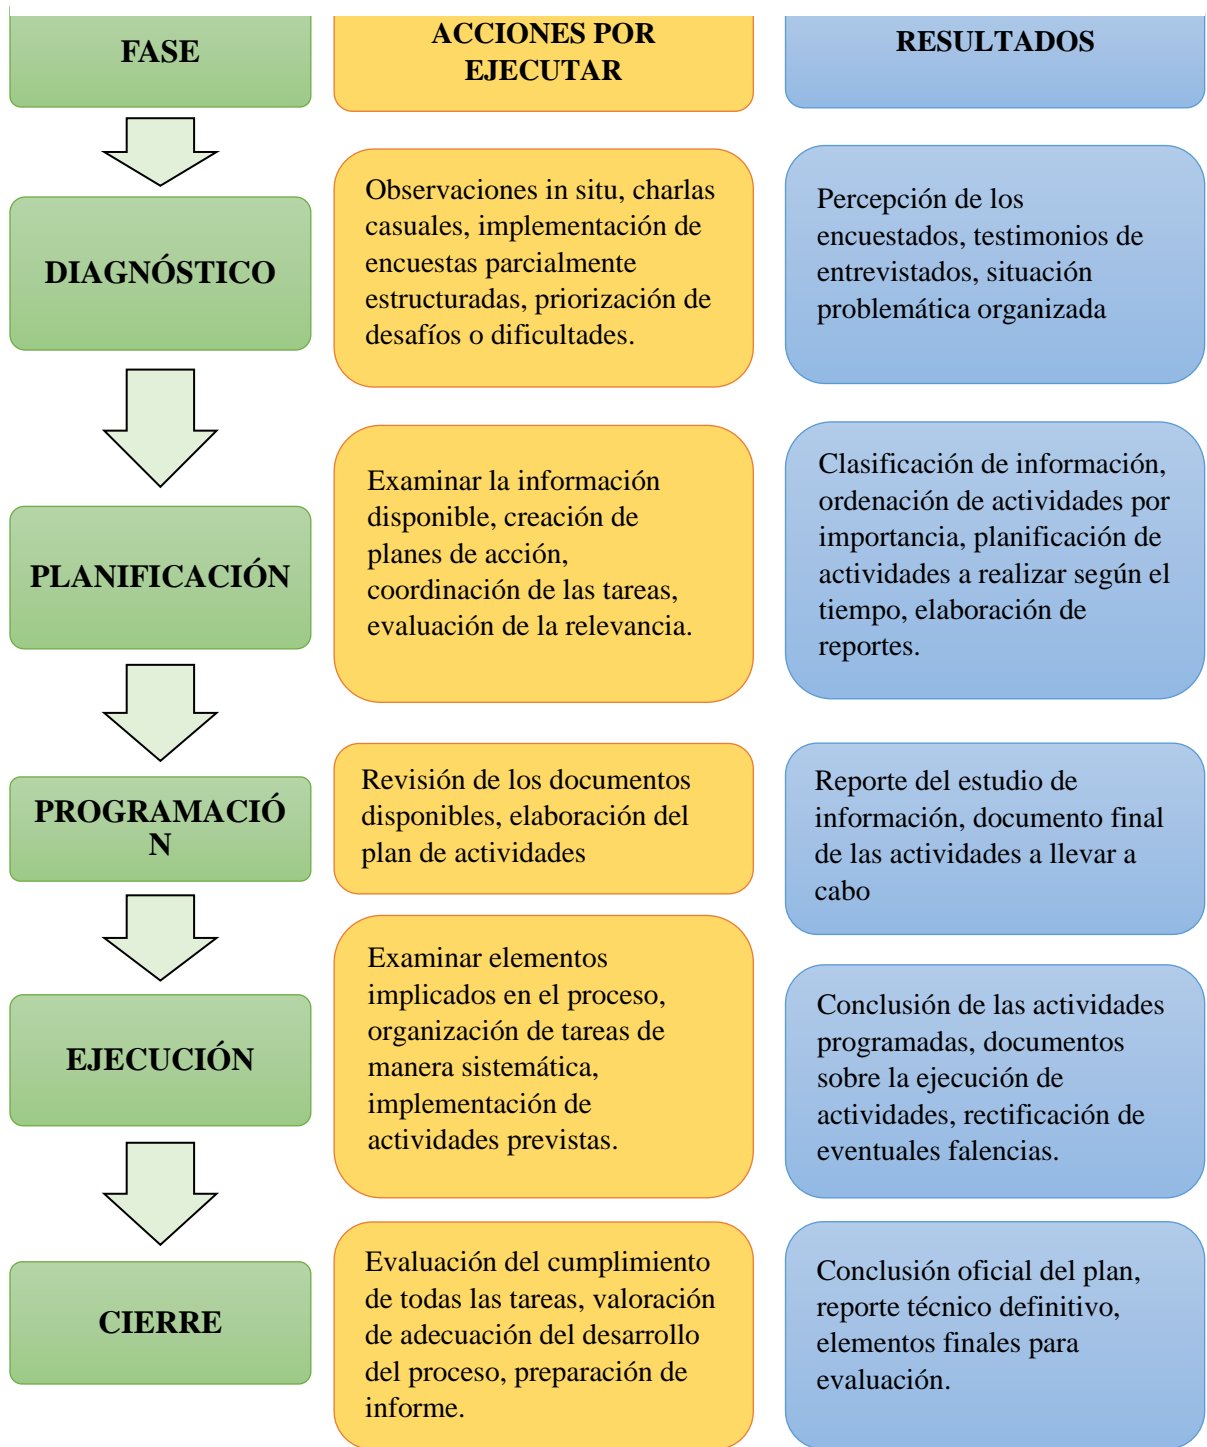 FASE
ACCIONES POR
EJECUTAR
RESULTADOS
DIAGNÓSTICO
Observaciones in situ, charlas
casuales, implementación de
encuestas parcialmente
estructuradas, priorización de
desafíos o dificultades.
Percepción de los
encuestados, testimonios de
entrevistados, situación
problemática organizada
PLANIFICACIÓN
Examinar la información
disponible, creación de
planes de acción,
coordinación de las tareas,
evaluación de la relevancia.
Clasificación de información,
ordenación de actividades por
importancia, planificación de
actividades a realizar según el
tiempo, elaboración de
reportes.
PROGRAMACIÓ
N
Revisión de los documentos
disponibles, elaboración del
plan de actividades
Reporte del estudio de
información, documento final
de las actividades a llevar a
cabo
EJECUCIÓN
Examinar elementos
implicados en el proceso,
organización de tareas de
manera sistemática,
implementación de
actividades previstas.
Conclusión de las actividades
programadas, documentos
sobre la ejecución de
actividades, rectificación de
eventuales falencias.
CIERRE
Evaluación del cumplimiento
de todas las tareas, valoración
de adecuación del desarrollo
del proceso, preparación de
informe.
Conclusión oficial del plan,
reporte técnico definitivo,
elementos finales para
evaluación.